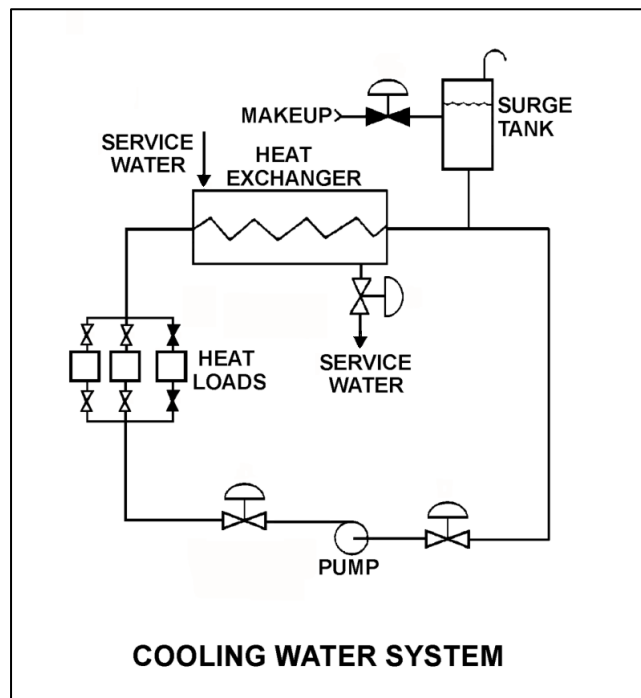 MAKEUP
SURGE
TANK
SERVICE
WATER
HEAT
EXCHANGER
HEAT
LOADS
SERVICE
WATER
PUMP
COOLING WATER SYSTEM